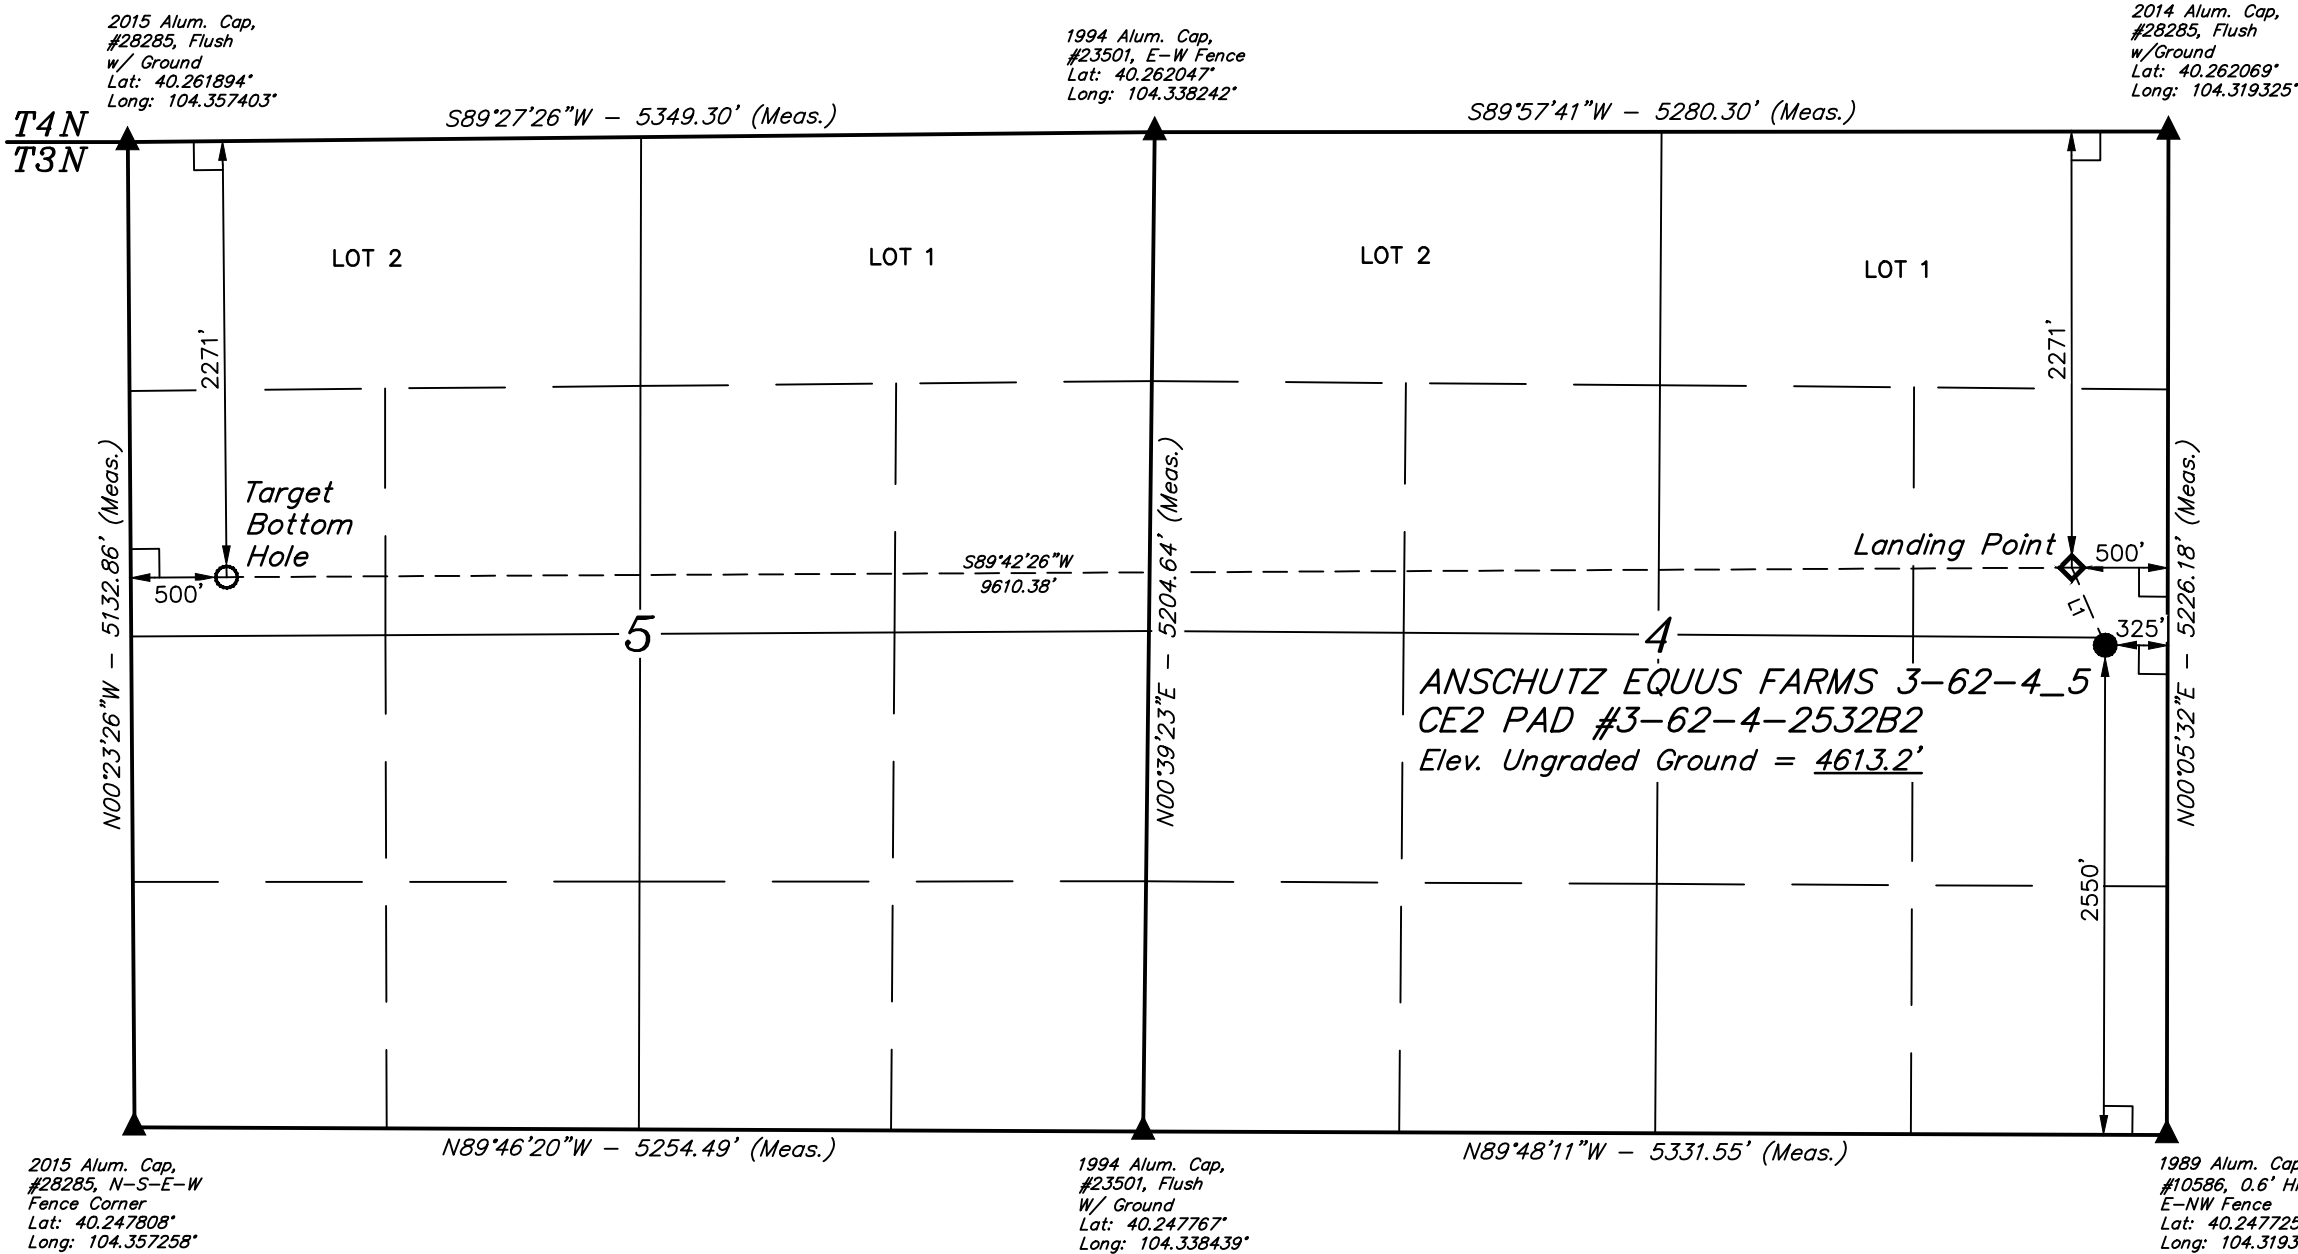 2015 Alum. Cap,
#28285, Flush
w/ Ground
Lat: 40.261894°
Long: 104.357403°
1994 Alum. Cap,
#23501, E-W Fence
Lat: 40.262047°
Long: 104.338242°
2014 Alum. Cap,
#28285, Flush
w/Ground
Lat: 40.262069°
Long: 104.319325°
T4N
T3N
S89°27'26"W - 5349.30' (Meas.)
S89°57'41"W - 5280.30' (Meas.)
LOT 2
LOT 1
LOT 2
LOT 1
2271'
2271'
N00°23'26"W - 5132.86' (Meas.)
Target
Bottom
Hole
500'
S89°42'26"W
9610.38'
N00°39'23"E - 5204.64' (Meas.)
Landing Point
500'
L1
325'
N00°05'32"E - 5226.18' (Meas.)
5
4
ANSCHUTZ EQUUS FARMS 3-62-4_5
CE2 PAD #3-62-4-2532B2
Elev. Ungraded Ground = 4613.2'
2550'
N89°46'20"W - 5254.49' (Meas.)
N89°48'11"W - 5331.55' (Meas.)
2015 Alum. Cap,
#28285, N-S-E-W
Fence Corner
Lat: 40.247808°
Long: 104.357258°
1994 Alum. Cap,
#23501, Flush
W/ Ground
Lat: 40.247767°
Long: 104.338439°
1989 Alum. Cap
#10586, 0.6'
E-NW Fence
Lat: 40.247725
Long: 104.3193